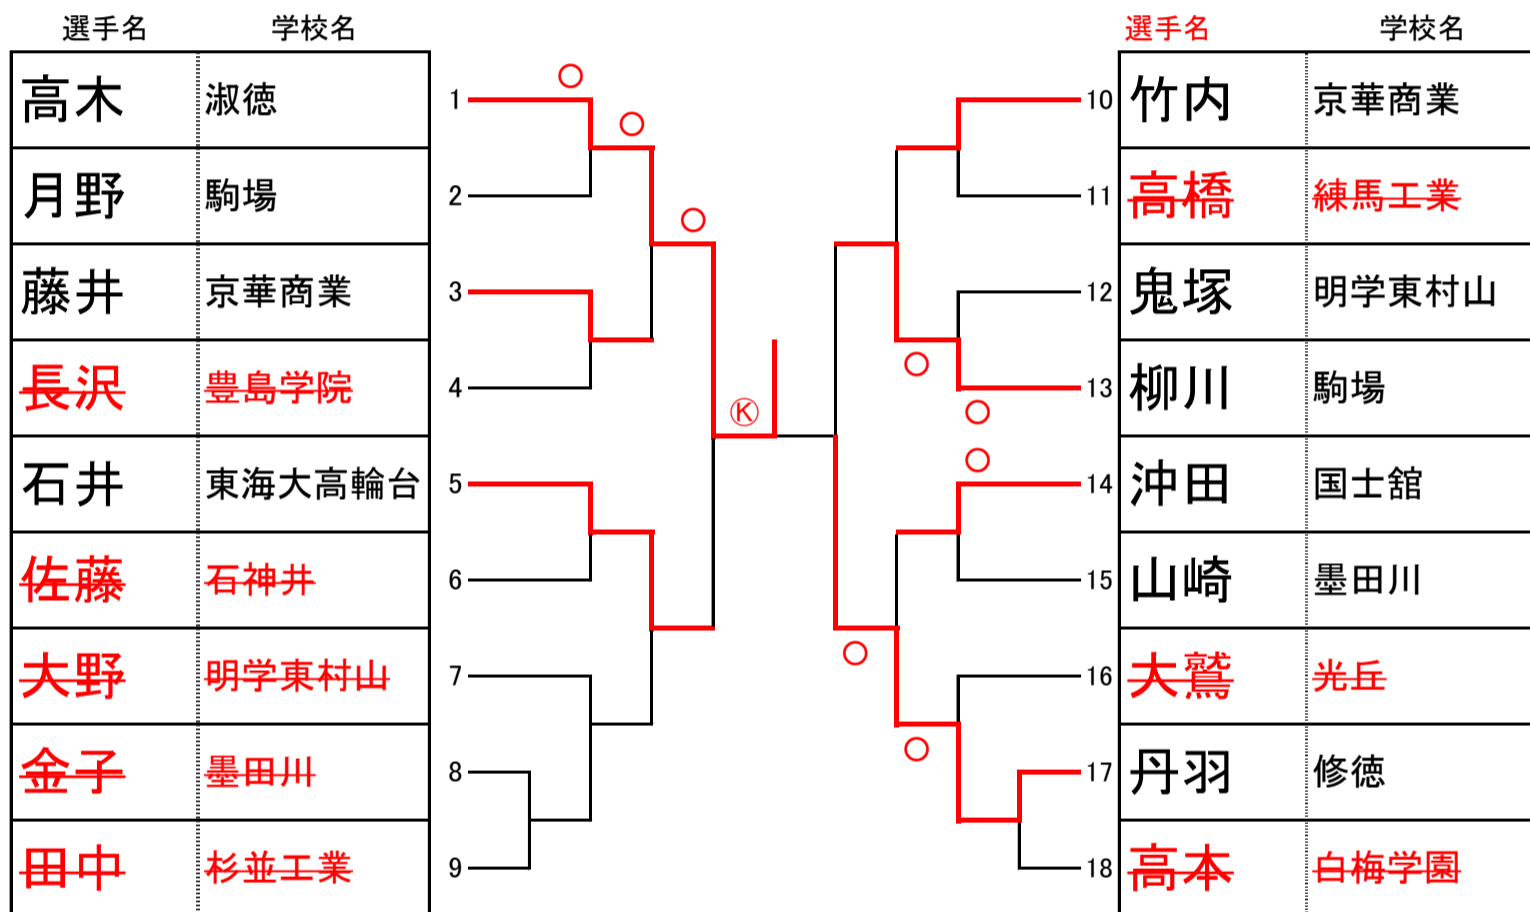 選手名 学校名
1 高木 淑徳
2 月野 駒場
3 藤井 京華商業
4 長沢 豊島学院
5 石井 東海大高輪台
6 佐藤 石神井
7 大野 明学東村山
8 金子 墨田川
9 田中 杉並工業
Ⓚ
選手名 学校名
10 竹内 京華商業
11 高橋 練馬工業
12 鬼塚 明学東村山
13 柳川 駒場
14 沖田 国士舘
15 山崎 墨田川
16 大鷲 光丘
17 丹羽 修徳
18 高本 白梅学園